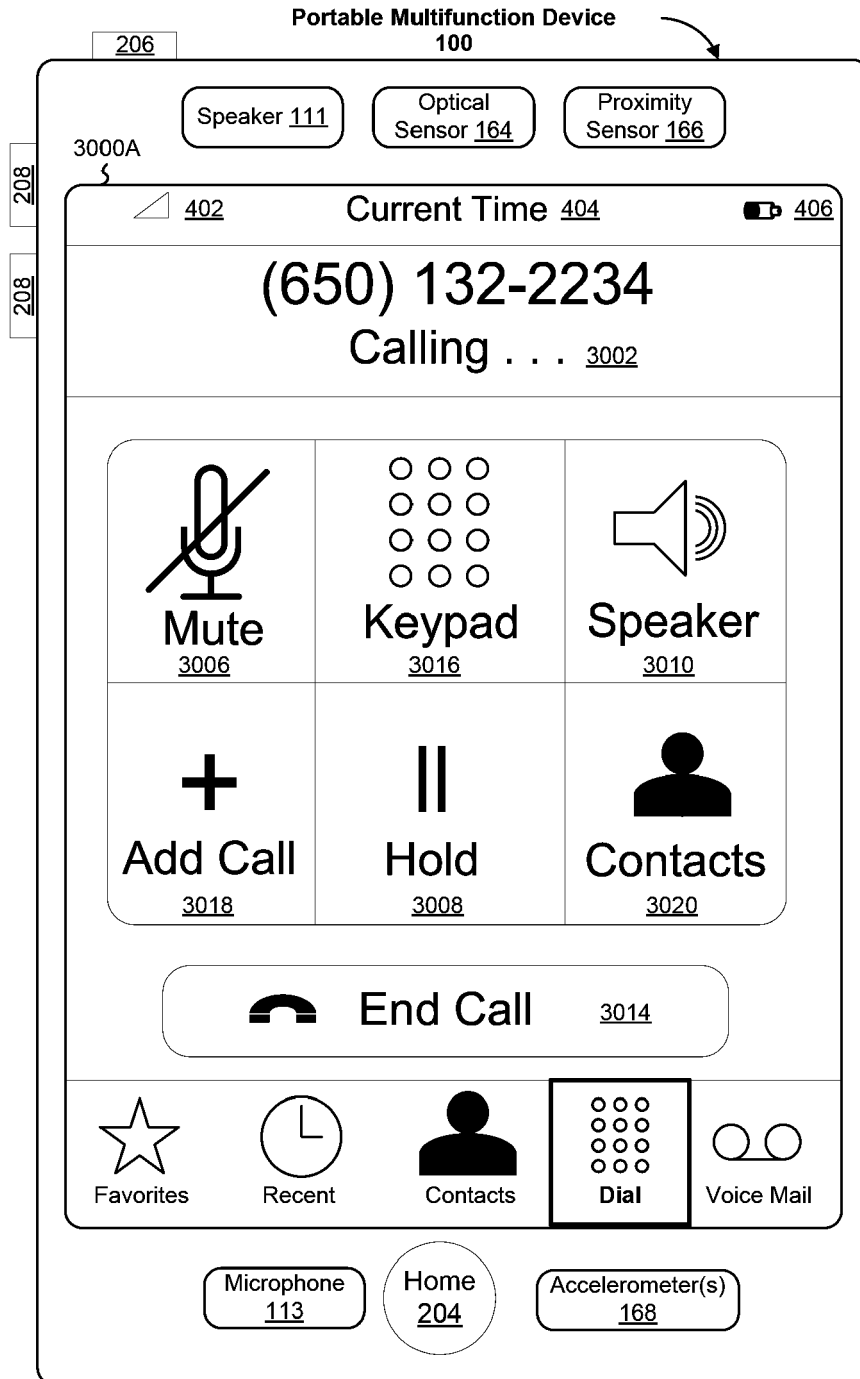 Portable Multifunction Device
100
206
Speaker 111
Optical
Sensor 164
Proximity
Sensor 166
3000A
208
208
402
Current Time 404
406
(650) 132-2234
Calling . . . 3002
Mute
3006
Keypad
3016
Speaker
3010
Add Call
3018
Hold
3008
Contacts
3020
End Call 3014
Favorites
Recent
Contacts
Dial
Voice Mail
Microphone
113
Home
204
Accelerometer(s)
168